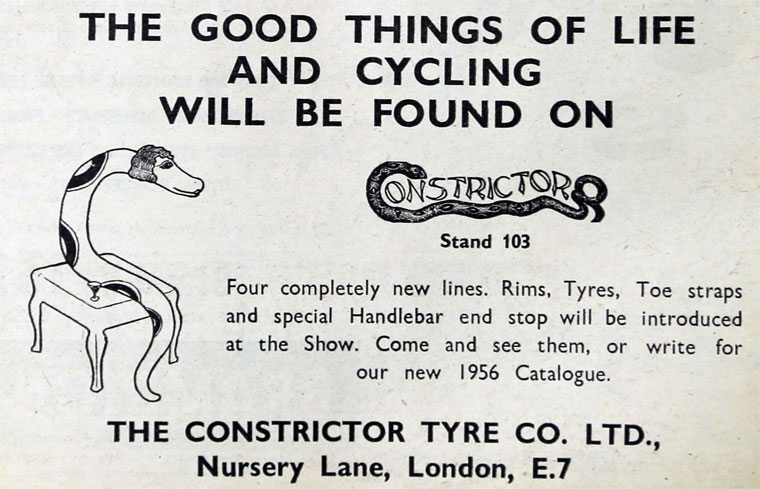 THE GOOD THINGS OF LIFE
AND CYCLING
WILL BE FOUND ON
CONSTRICTOR
Stand 103
Four completely new lines. Rims, Tyres, Toe straps
and special Handlebar end stop will be introduced
at the Show. Come and see them, or write for
our new 1956 Catalogue.
THE CONSTRICTOR TYRE CO. LTD.,
Nursery Lane, London, E.7